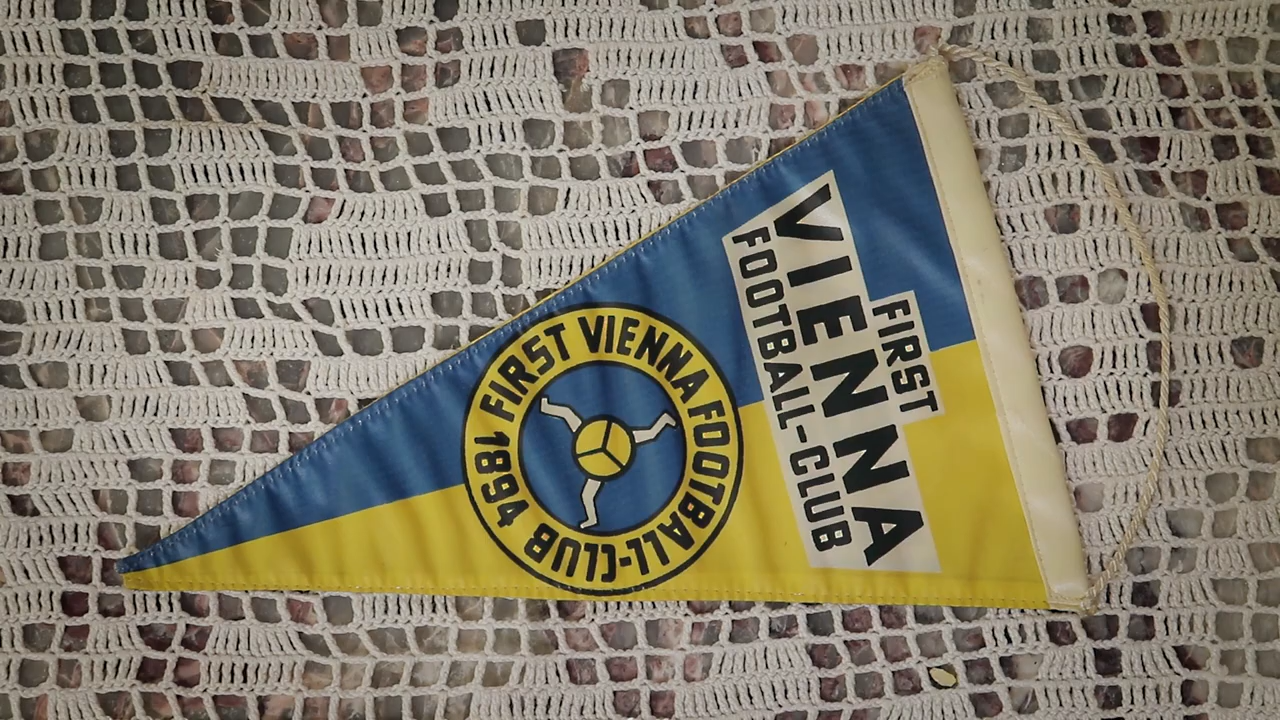 FIRST
VIENNA
FOOTBALL-CLUB
FIRST VIENNA FOOTBALL-CLUB 1894